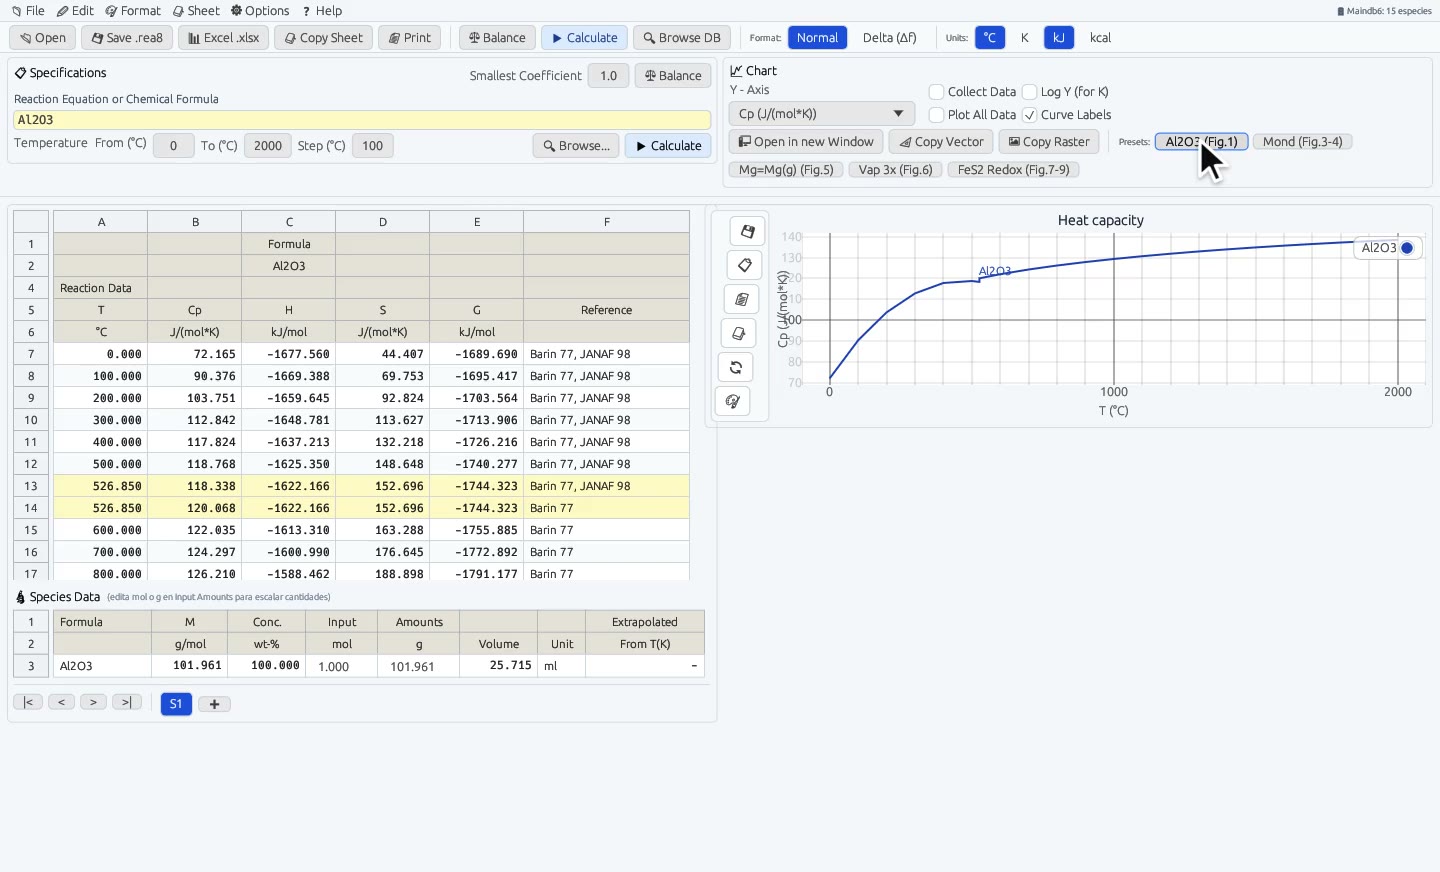 File Edit Format Sheet Options ? Help Maindb6: 15 especies
Open Save .rea8 Excel .xlsx Copy Sheet Print Balance Calculate Browse DB Format: Normal Delta (Δf) Units: °C K kJ kcal
Specifications Smallest Coefficient 1.0 Balance
Reaction Equation or Chemical Formula
Al2O3
Temperature From (°C) 0 To (°C) 2000 Step (°C) 100 Browse... Calculate
Chart
Y - Axis
Collect Data Log Y (for K)
Cp (J/(mol*K)) Plot All Data Curve Labels
Open in new Window Copy Vector Copy Raster Presets: Al2O3 (Fig.1) Mond (Fig.3-4)
Mg=Mg(g) (Fig.5) Vap 3x (Fig.6) FeS2 Redox (Fig.7-9)
A B C D E F
1 Formula
2 Al2O3
4 Reaction Data
5 T Cp H S G Reference
6 °C J/(mol*K) kJ/mol J/(mol*K) kJ/mol
7 0.000 72.165 -1677.560 44.407 -1689.690 Barin 77, JANAF 98
8 100.000 90.376 -1669.388 69.753 -1695.417 Barin 77, JANAF 98
9 200.000 103.751 -1659.645 92.824 -1703.564 Barin 77, JANAF 98
10 300.000 112.842 -1648.781 113.627 -1713.906 Barin 77, JANAF 98
11 400.000 117.824 -1637.213 132.218 -1726.216 Barin 77, JANAF 98
12 500.000 118.768 -1625.350 148.648 -1740.277 Barin 77, JANAF 98
13 526.850 118.338 -1622.166 152.696 -1744.323 Barin 77, JANAF 98
14 526.850 120.068 -1622.166 152.696 -1744.323 Barin 77
15 600.000 122.035 -1613.310 163.288 -1755.885 Barin 77
16 700.000 124.297 -1600.990 176.645 -1772.892 Barin 77
17 800.000 126.210 -1588.462 188.898 -1791.177 Barin 77
Species Data (edita mol o g en Input Amounts para escalar cantidades)
1 Formula M Conc. Input Amounts Extrapolated
2 g/mol wt-% mol g Volume Unit From T(K)
3 Al2O3 101.961 100.000 1.000 101.961 25.715 ml -
|< < > >| S1 +
Heat capacity
Al2O3
Al2O3
Cp (J/(mol*K))
140
130
120
110
100
90
80
70
0 1000 2000
T (°C)